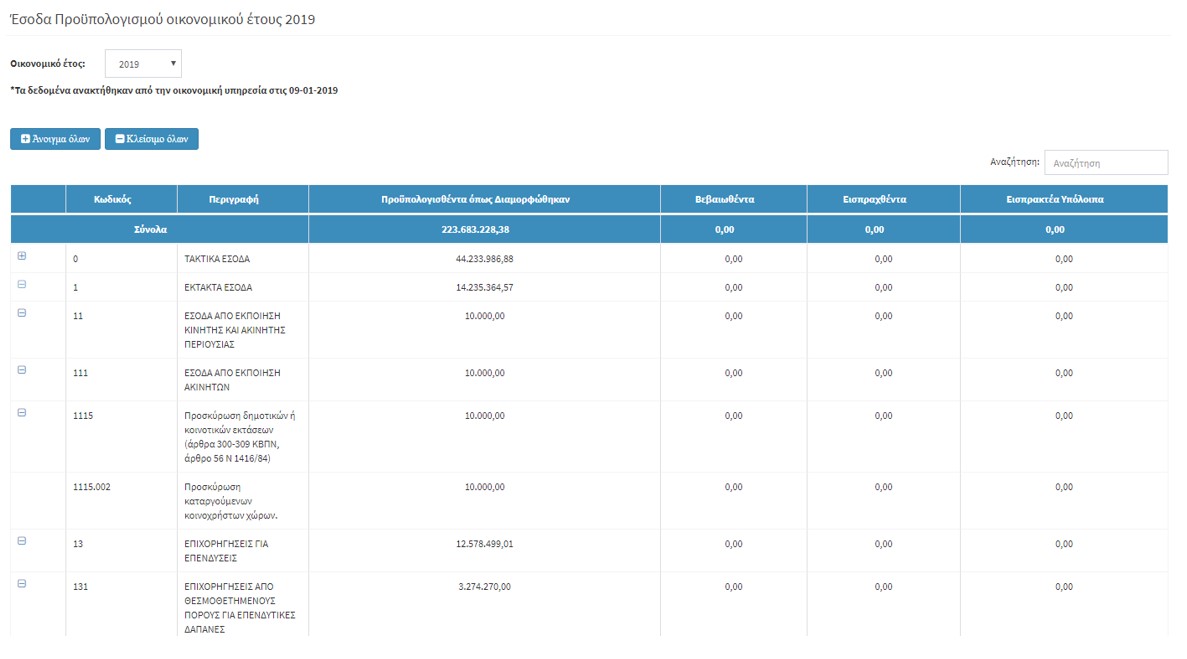 Έσοδα Προϋπολογισμού οικονομικού έτους 2019
Οικονομικό έτος: 2019
*Τα δεδομένα ανακτήθηκαν από την οικονομική υπηρεσία στις 09-01-2019
Άνοιγμα όλων Κλείσιμο όλων
Αναζήτηση: Αναζήτηση
Κωδικός Περιγραφή Προϋπολογισθέντα όπως Διαμορφώθηκαν Βεβαιωθέντα Εισπραχθέντα Εισπρακτέα Υπόλοιπα
Σύνολα 223.683.228,38 0,00 0,00 0,00
0 ΤΑΚΤΙΚΑ ΕΣΟΔΑ 44.233.986,88 0,00 0,00 0,00
1 ΕΚΤΑΚΤΑ ΕΣΟΔΑ 14.235.364,57 0,00 0,00 0,00
11 ΕΣΟΔΑ ΑΠΟ ΕΚΠΟΙΗΣΗ 10.000,00 0,00 0,00 0,00
ΚΙΝΗΤΗΣ ΚΑΙ ΑΚΙΝΗΤΗΣ
ΠΕΡΙΟΥΣΙΑΣ
111 ΕΣΟΔΑ ΑΠΟ ΕΚΠΟΙΗΣΗ 10.000,00 0,00 0,00 0,00
ΑΚΙΝΗΤΩΝ
1115 Προσκύρωση δημοτικών ή 10.000,00 0,00 0,00 0,00
κοινοτικών εκτάσεων
(άρθρα 300-309 ΚΒΠΝ,
άρθρο 56 Ν 1416/84)
1115.002 Προσκύρωση 10.000,00 0,00 0,00 0,00
καταργούμενων
κοινοχρήστων χώρων.
13 ΕΠΙΧΟΡΗΓΗΣΕΙΣ ΓΙΑ 12.578.499,01 0,00 0,00 0,00
ΕΠΕΝΔΥΣΕΙΣ
131 ΕΠΙΧΟΡΗΓΗΣΕΙΣ ΑΠΟ 3.274.270,00 0,00 0,00 0,00
ΘΕΣΜΟΘΕΤΗΜΕΝΟΥΣ
ΠΟΡΟΥΣ ΓΙΑ ΕΠΕΝΔΥΤΙΚΕΣ
ΔΑΠΑΝΕΣ